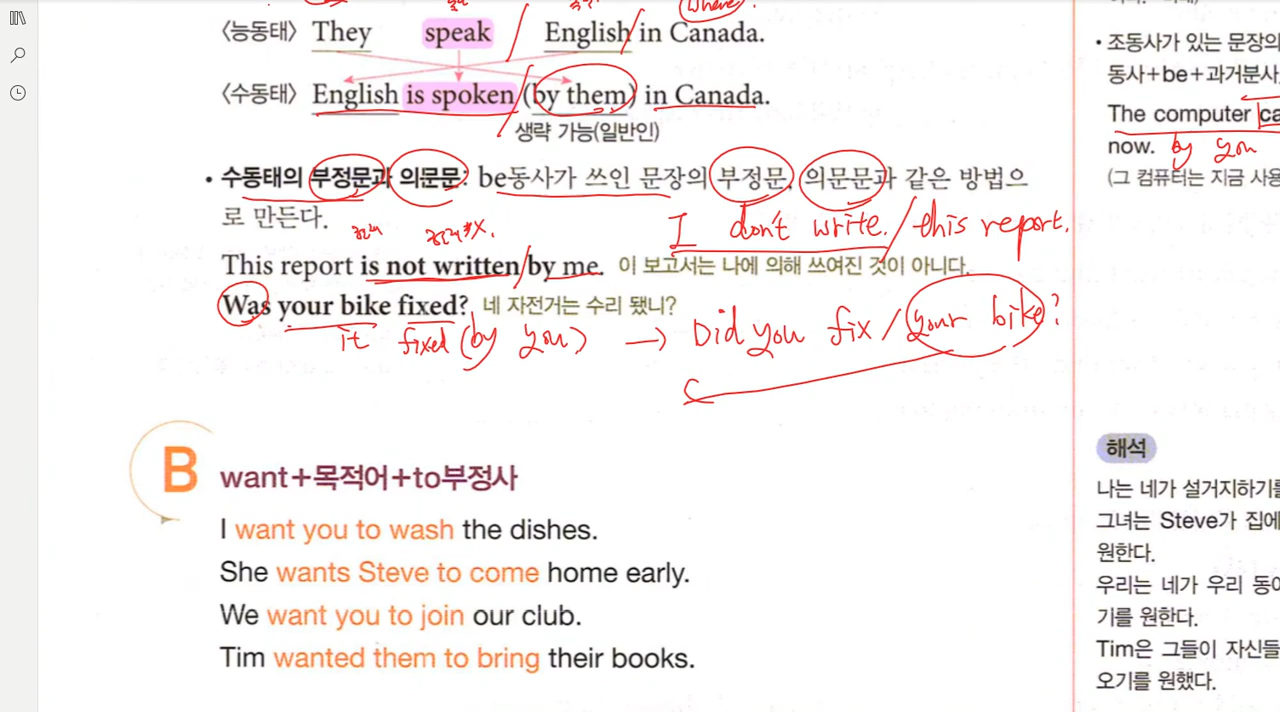 where
〈능동태〉 They speak / English / in Canada.
〈수동태〉 English is spoken / (by them) in Canada.
생략 가능(일반인)
• 수동태의 부정문과 의문문: be동사가 쓰인 문장의 부정문, 의문문과 같은 방법으
로 만든다.
I don't write. / this report.
This report is not written / by me. 이 보고서는 나에 의해 쓰여진 것이 아니다.
Was your bike fixed? 네 자전거는 수리 됐니?
it fixed (by you) → Did you fix / your bike?
B
want+목적어+to부정사
I want you to wash the dishes.
She wants Steve to come home early.
We want you to join our club.
Tim wanted them to bring their books.
• 조동사가 있는 문장의
동사+be+과거분사
The computer ca
now. by you
(그 컴퓨터는 지금 사용
해석
나는 네가 설거지하기를
그녀는 Steve가 집에
원한다.
우리는 네가 우리 동아
기를 원한다.
Tim은 그들이 자신들
오기를 원했다.